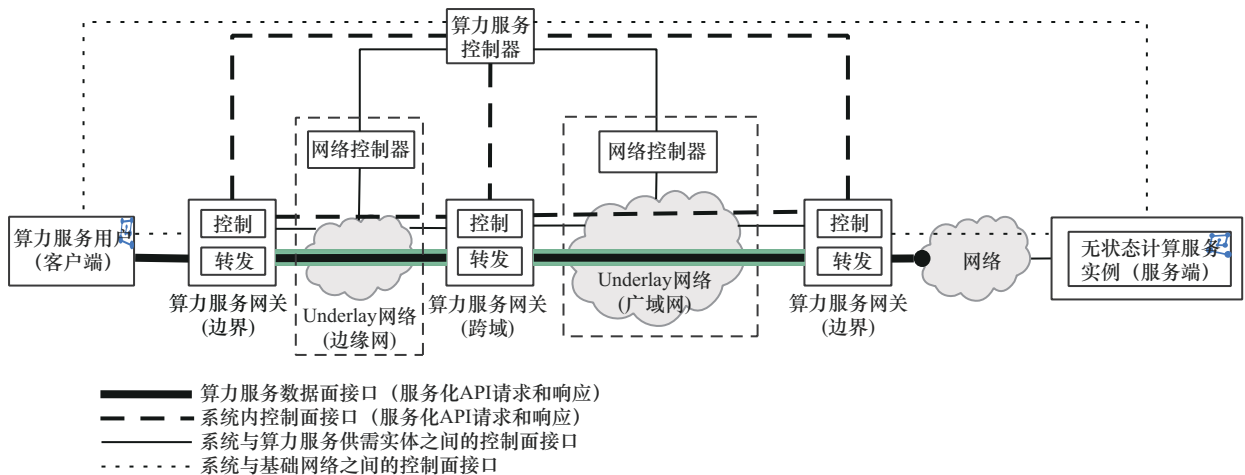 算力服务
控制器
网络控制器
网络控制器
控制
控制
控制
算力服务用户
(客户端)
转发
转发
转发
无状态计算服务
实例（服务端）
网络
Underlay网络
(广域网)
算力服务网关
(边界)
Underlay网络
(边缘网)
算力服务网关
(跨域)
算力服务网关
(边界)
算力服务数据面接口（服务化API请求和响应）
系统内控制面接口（服务化API请求和响应）
系统与算力服务供需实体之间的控制面接口
系统与基础网络之间的控制面接口